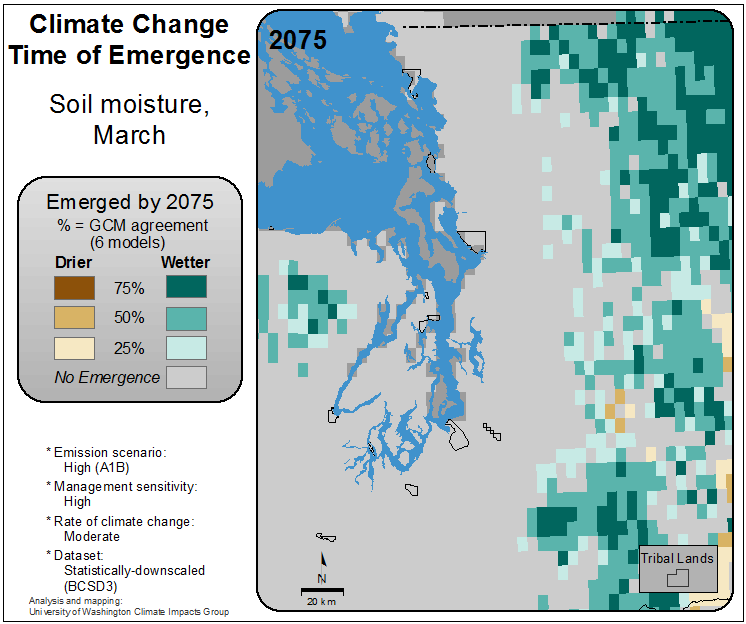 Climate Change
Time of Emergence
Soil moisture,
March
Emerged by 2075
% = GCM agreement
(6 models)
Drier Wetter
75%
50%
25%
No Emergence
* Emission scenario:
High (A1B)
* Management sensitivity:
High
* Rate of climate change:
Moderate
* Dataset:
Statistically-downscaled
(BCSD3)
Analysis and mapping:
University of Washington Climate Impacts Group
2075
N
20 km
Tribal Lands